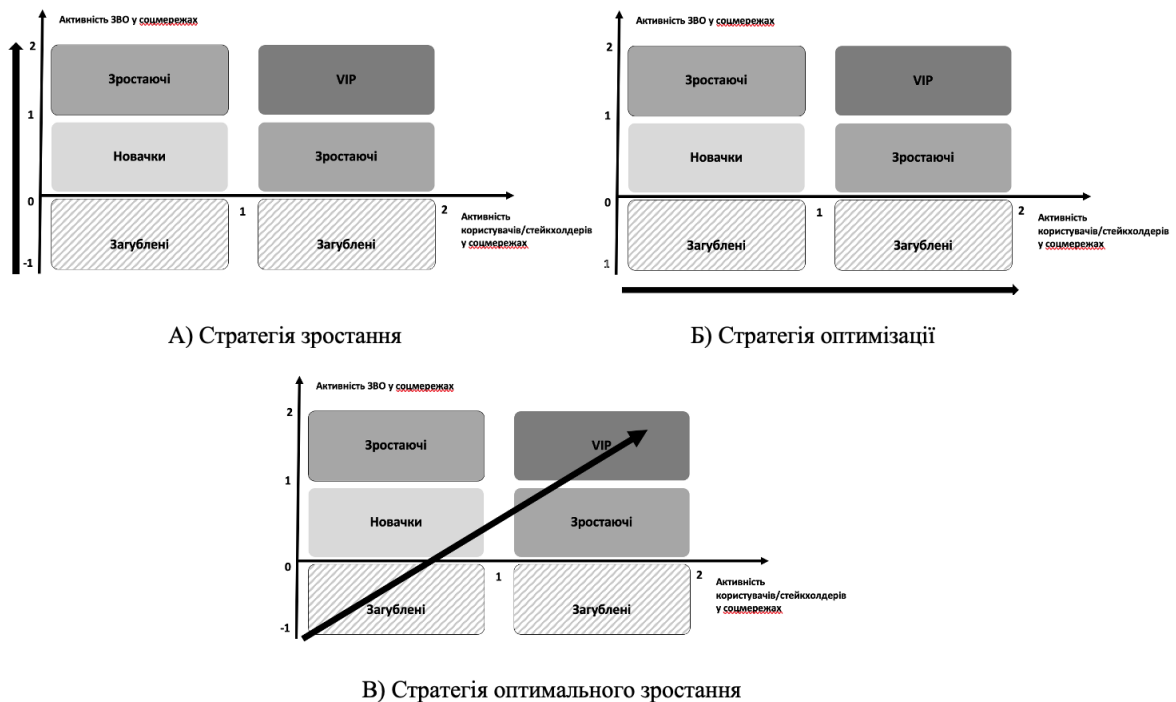 Активність ЗВО у соцмережах
2
Зростаючі
VIP
1
Новачки
Зростаючі
0
1
2
Активність
користувачів/стейкхолдерів
у соцмережах
Загублені
Загублені
-1
А) Стратегія зростання
Активність ЗВО у соцмережах
2
Зростаючі
VIP
1
Новачки
Зростаючі
0
1
2
Активність
користувачів/стейкхолдерів
у соцмережах
Загублені
Загублені
1
Б) Стратегія оптимізації
Активність ЗВО у соцмережах
2
Зростаючі
VIP
1
Новачки
Зростаючі
0
1
2
Активність
користувачів/стейкхолдерів
у соцмережах
Загублені
Загублені
-1
В) Стратегія оптимального зростання